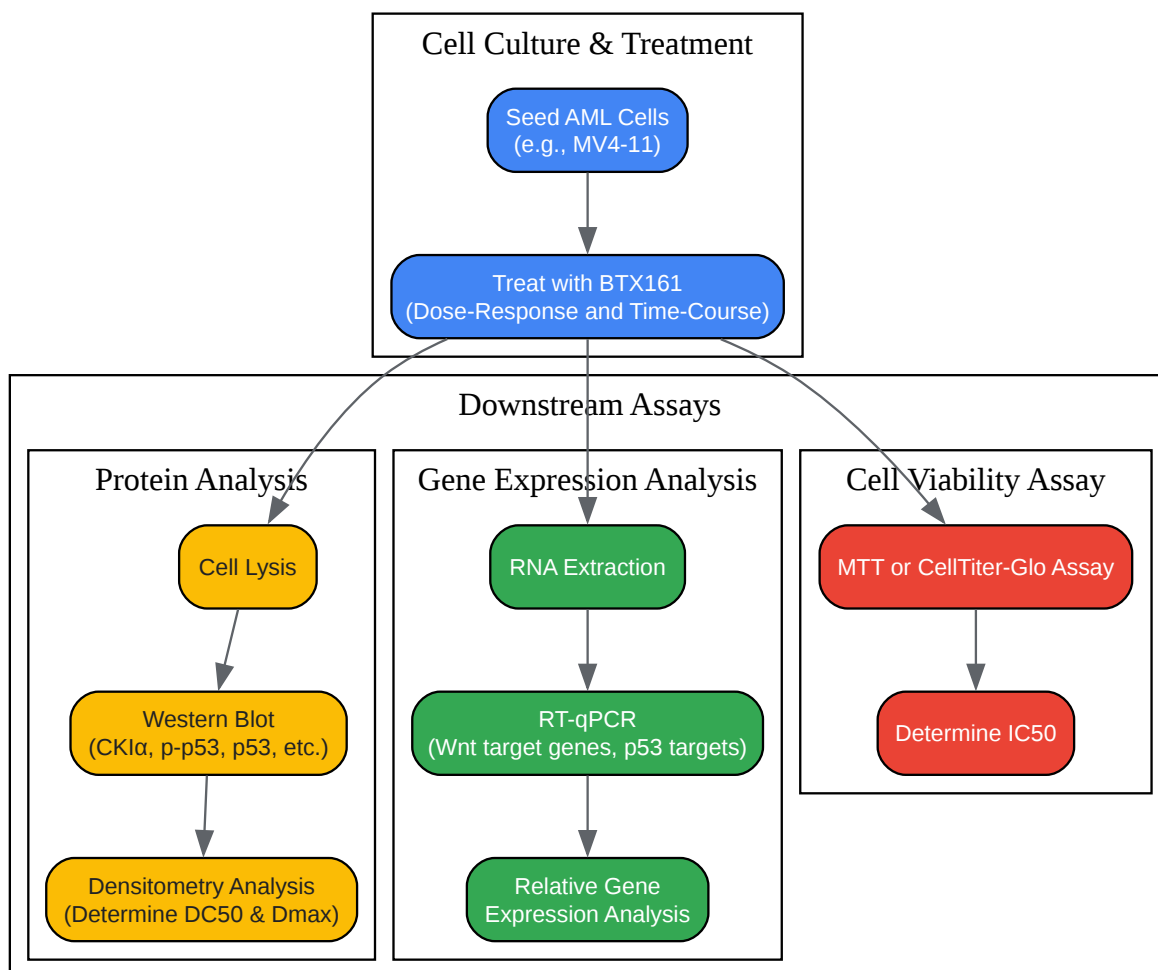 Cell Culture & Treatment
Seed AML Cells
(e.g., MV4-11)
Treat with BTX161
(Dose-Response and Time-Course)
Downstream Assays
Protein Analysis
Cell Lysis
Western Blot
(CKIα, p-p53, p53, etc.)
Densitometry Analysis
(Determine DC50 & Dmax)
Gene Expression Analysis
RNA Extraction
RT-qPCR
(Wnt target genes, p53 targets)
Relative Gene
Expression Analysis
Cell Viability Assay
MTT or CellTiter-Glo Assay
Determine IC50